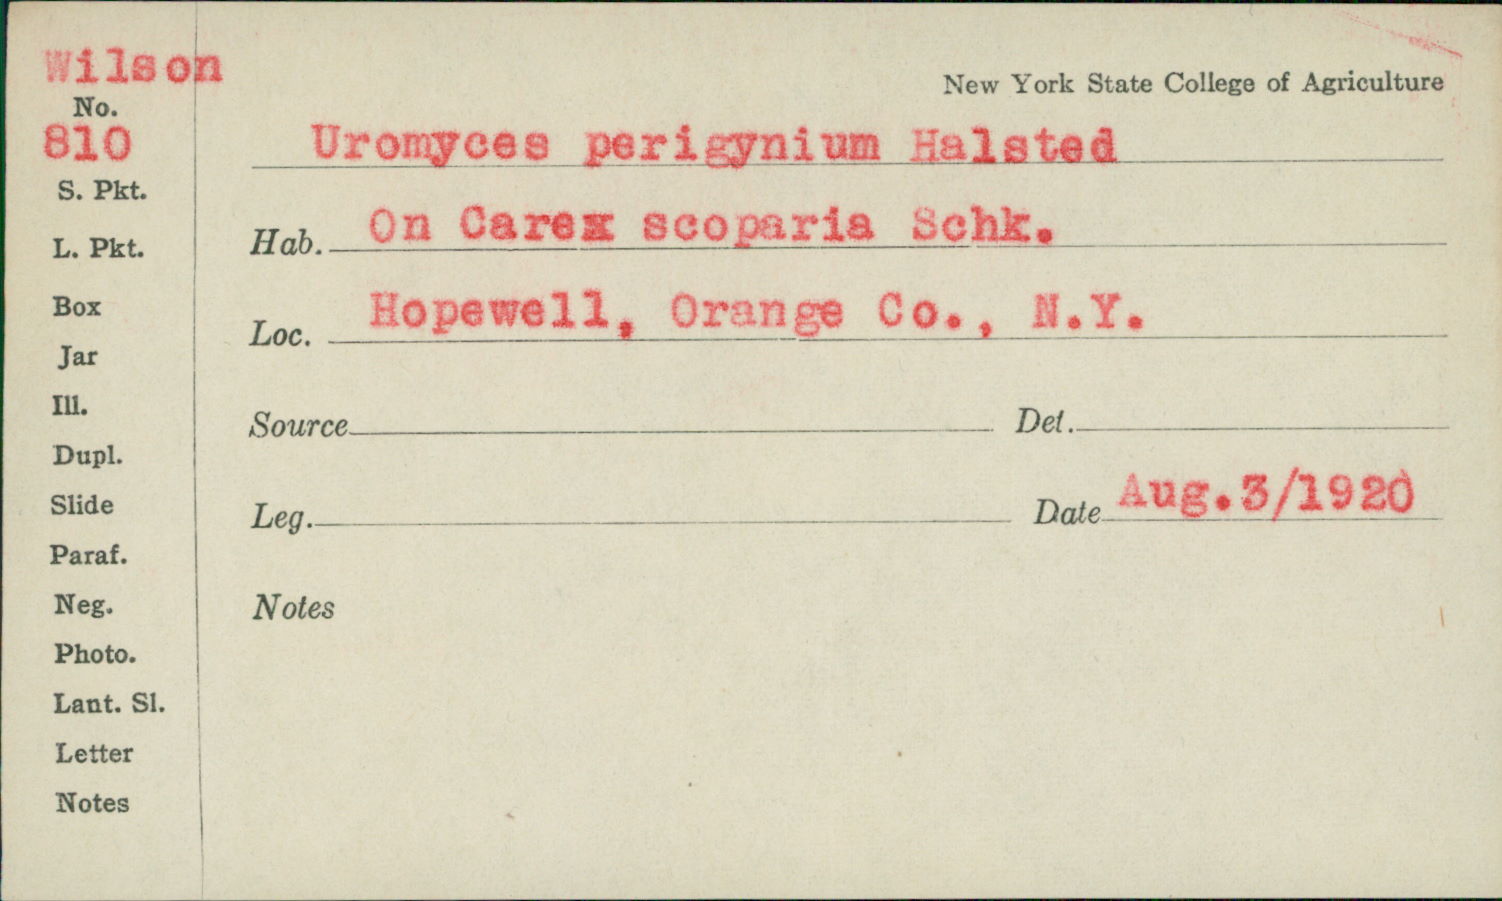 Wilson
No.
810
S. Pkt.
L. Pkt.
Box
Jar
Ill.
Dupl.
Slide
Paraf.
Neg.
Photo.
Lant. Sl.
Letter
Notes
New York State College of Agriculture
Uromyces perigynium Halsted
Hab. On Carex scoparia Schk.
Loc. Hopewell, Orange Co., N.Y.
Source Det.
Leg. Date Aug.3/1920
Notes